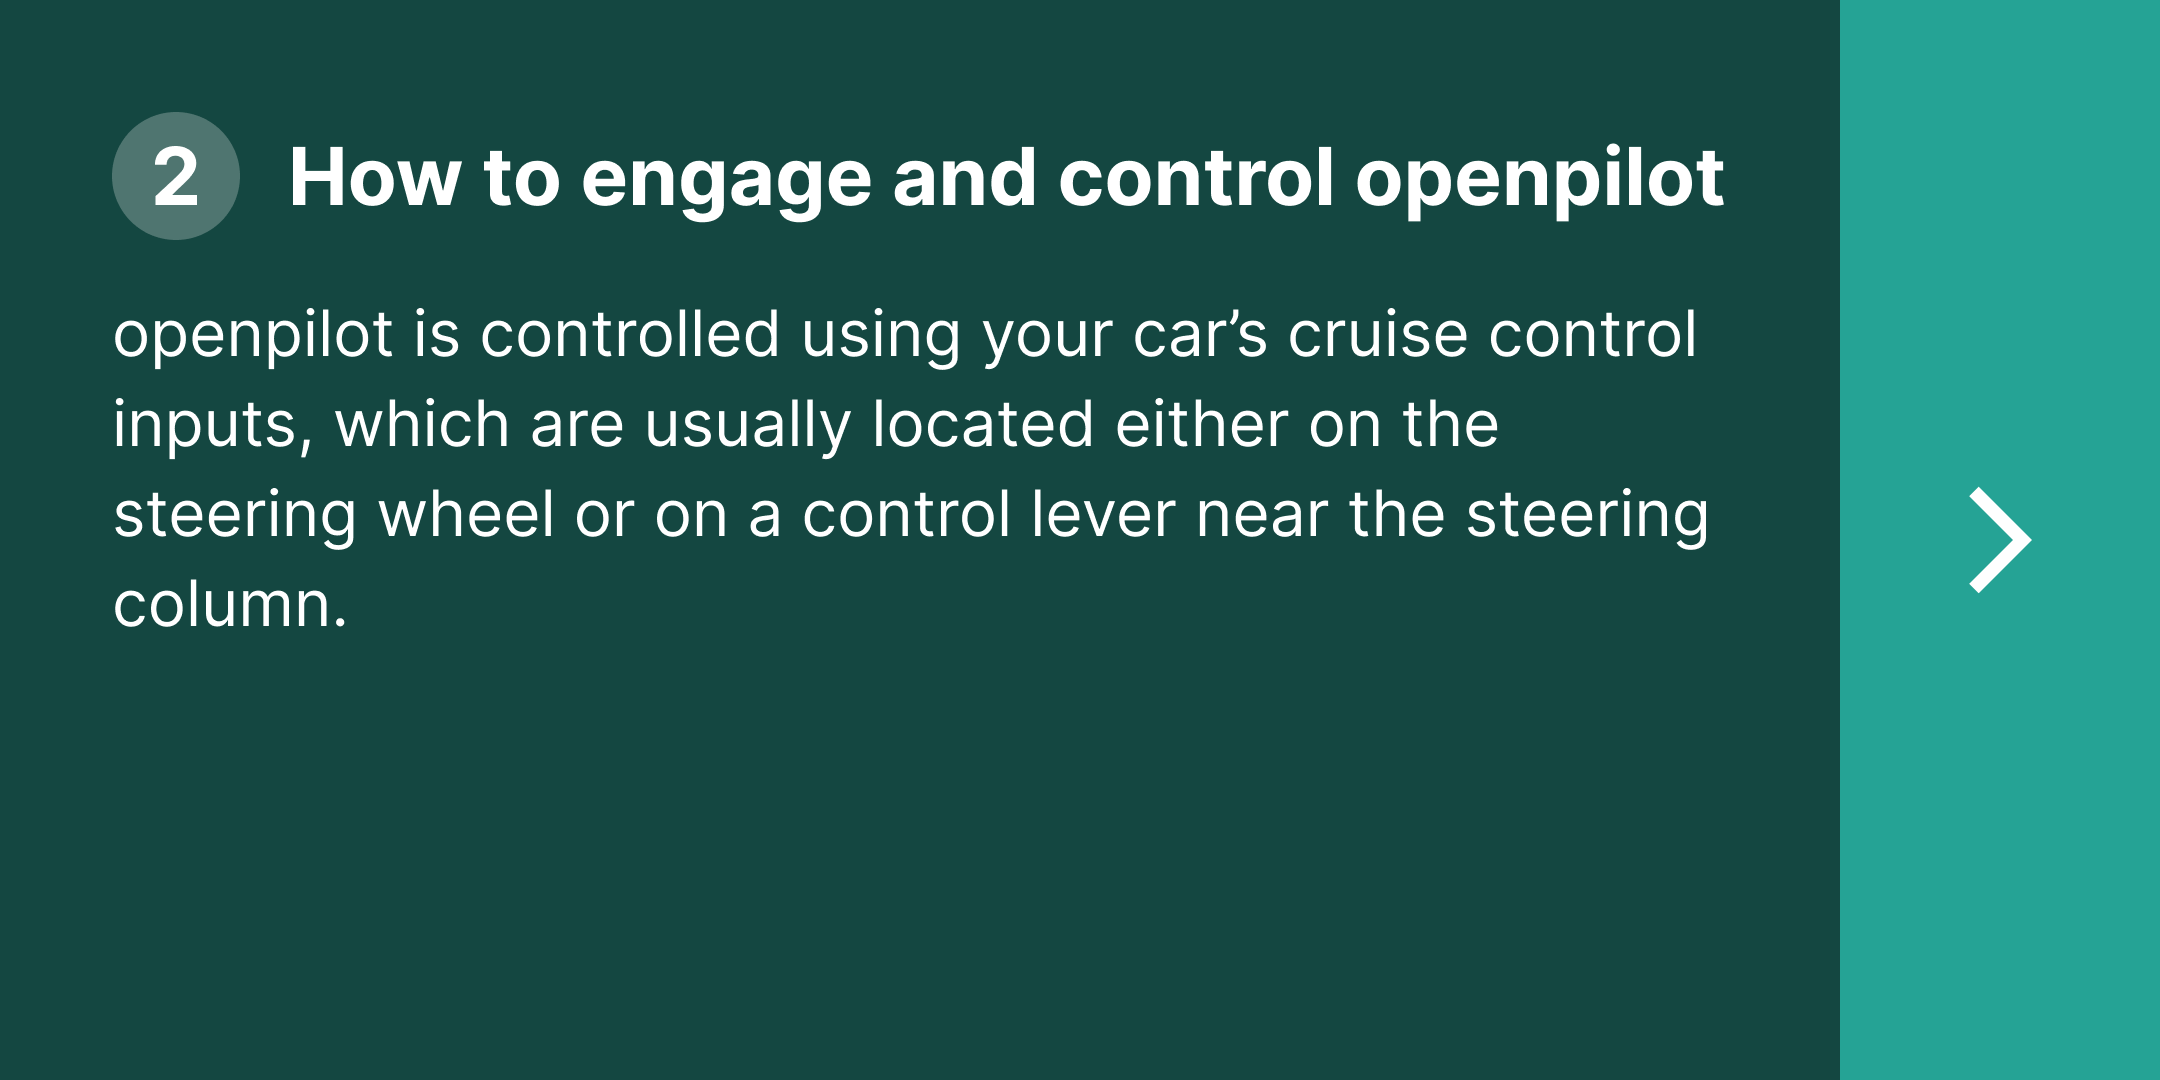 2 How to engage and control openpilot
openpilot is controlled using your car’s cruise control
inputs, which are usually located either on the
steering wheel or on a control lever near the steering
column.